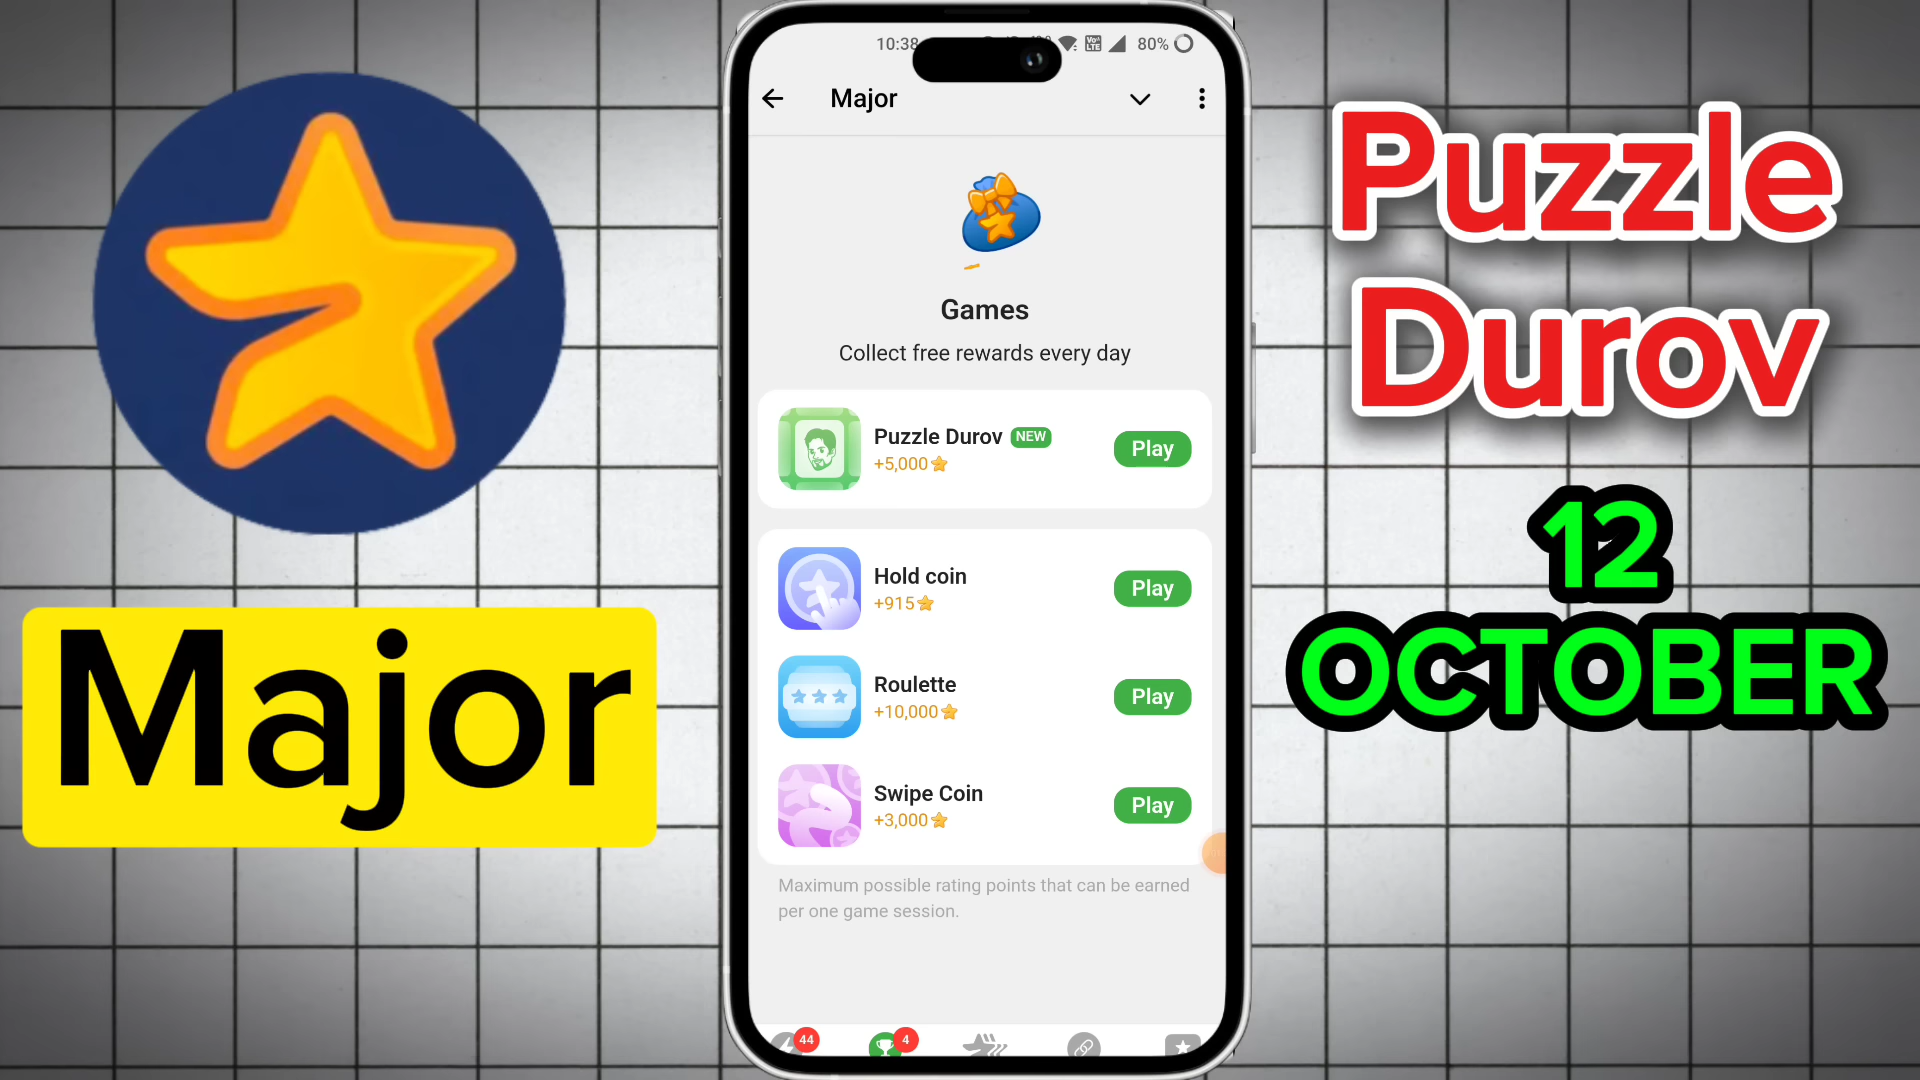 Major
10:38
Vo
LTE
80%
Major
Games
Collect free rewards every day
Puzzle Durov NEW
+5,000
Play
Hold coin
+915
Play
Roulette
+10,000
Play
Swipe Coin
+3,000
Play
Maximum possible rating points that can be earned
per one game session.
44
4
Puzzle
Durov
12
OCTOBER